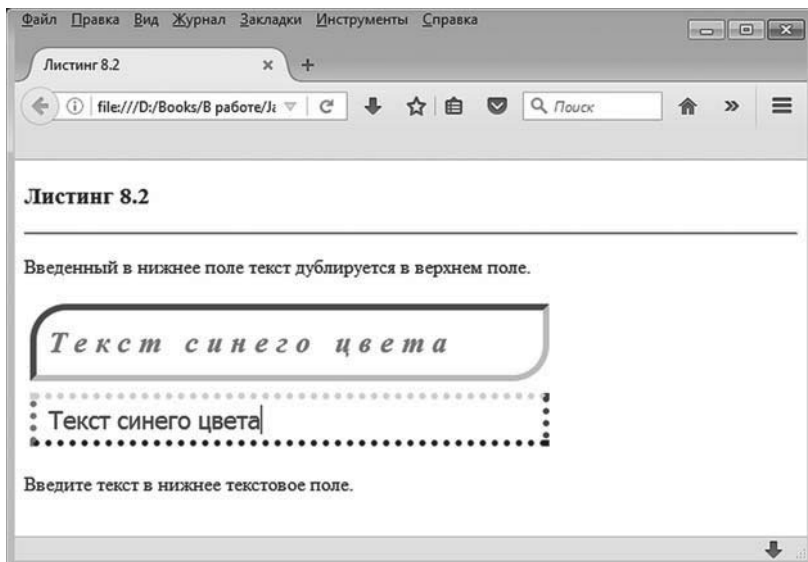 Файл Правка Вид Журнал Закладки Инструменты Справка
Листинг 8.2
file:///D:/Books/В работе/Ja
Поиск
Листинг 8.2
Введенный в нижнее поле текст дублируется в верхнем поле.
Текст синего цвета
Текст синего цвета
Введите текст в нижнее текстовое поле.